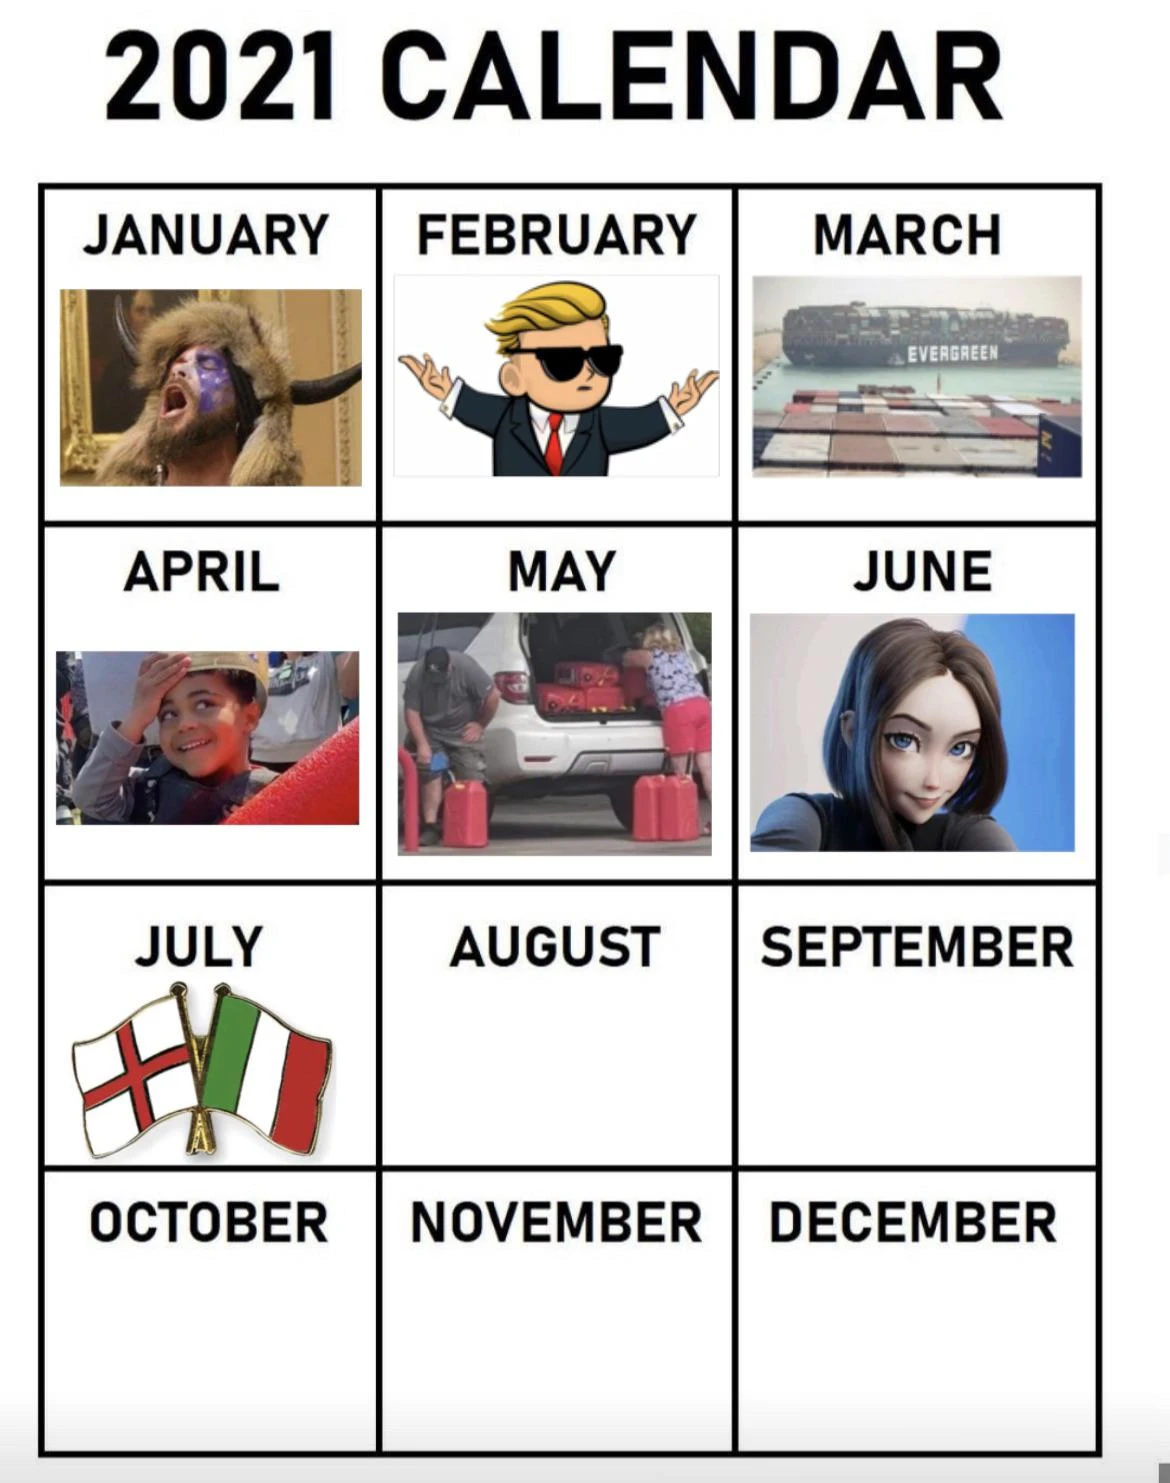 2021 CALENDAR
JANUARY
FEBRUARY
MARCH
EVERGREEN
APRIL
MAY
JUNE
JULY
AUGUST
SEPTEMBER
OCTOBER
NOVEMBER
DECEMBER